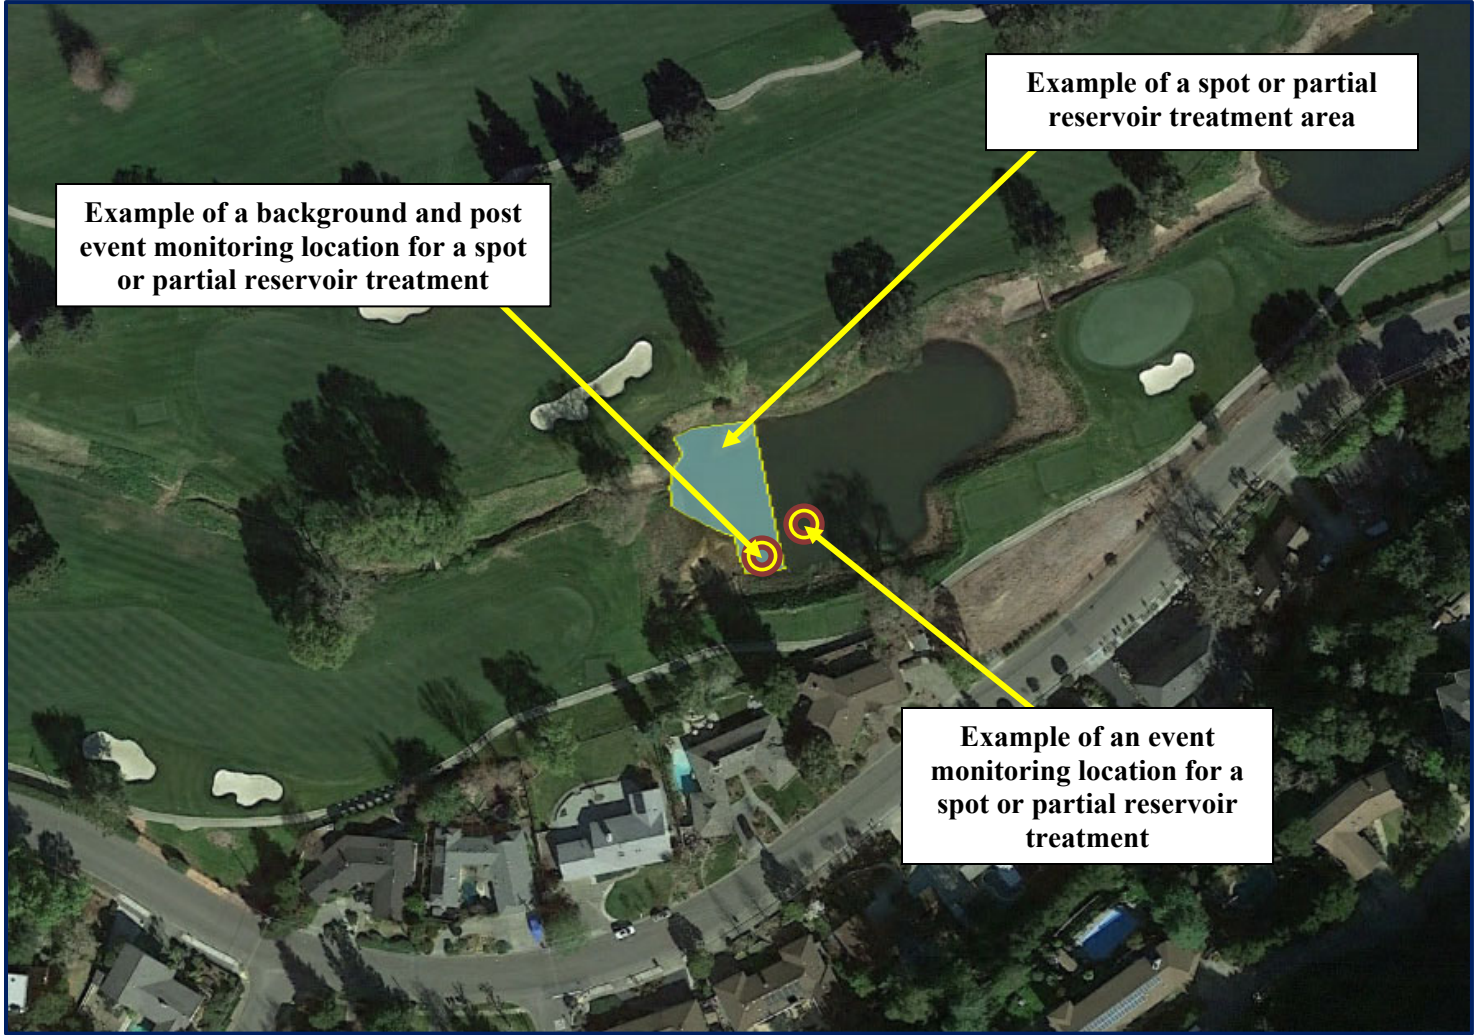 Example of a spot or partial
reservoir treatment area
Example of a background and post
event monitoring location for a spot
or partial reservoir treatment
Example of an event
monitoring location for a
spot or partial reservoir
treatment